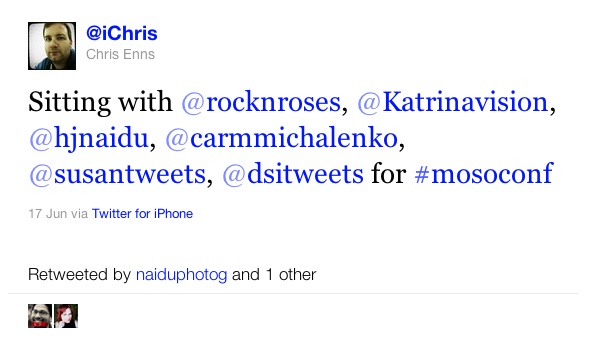 @iChris
Chris Enns
Sitting with @rocknroses, @Katrinavision,
@hjnaidu, @carmmichalenko,
@susantweets, @dsitweets for #mosoconf
17 Jun via Twitter for iPhone
Retweeted by naiduphotog and 1 other